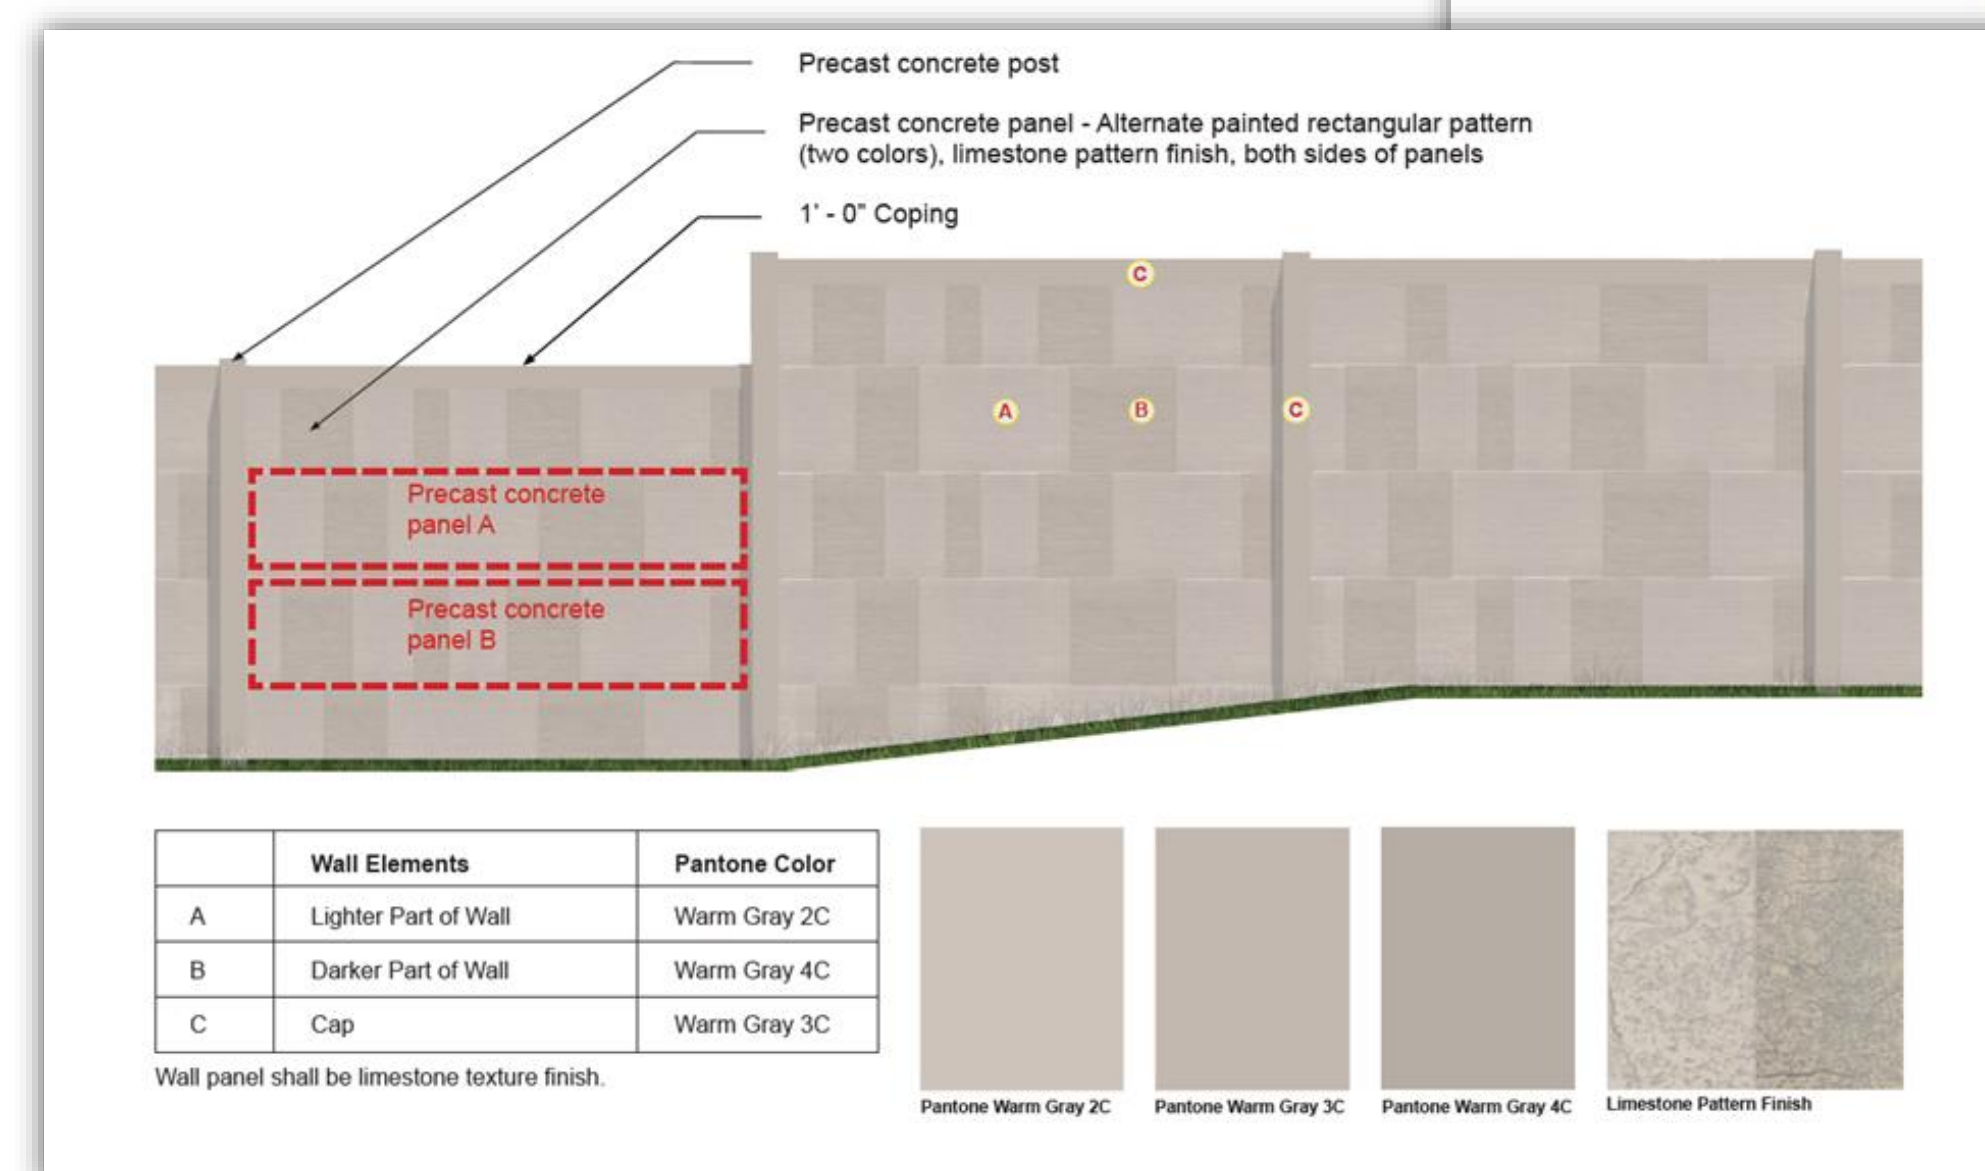 Precast concrete post
Precast concrete panel - Alternate painted rectangular pattern
(two colors), limestone pattern finish, both sides of panels
1' - 0" Coping
C
A
B
C
Precast concrete
panel A
Precast concrete
panel B
Wall Elements Pantone Color
A Lighter Part of Wall Warm Gray 2C
B Darker Part of Wall Warm Gray 4C
C Cap Warm Gray 3C
Wall panel shall be limestone texture finish.
Pantone Warm Gray 2C
Pantone Warm Gray 3C
Pantone Warm Gray 4C
Limestone Pattern Finish